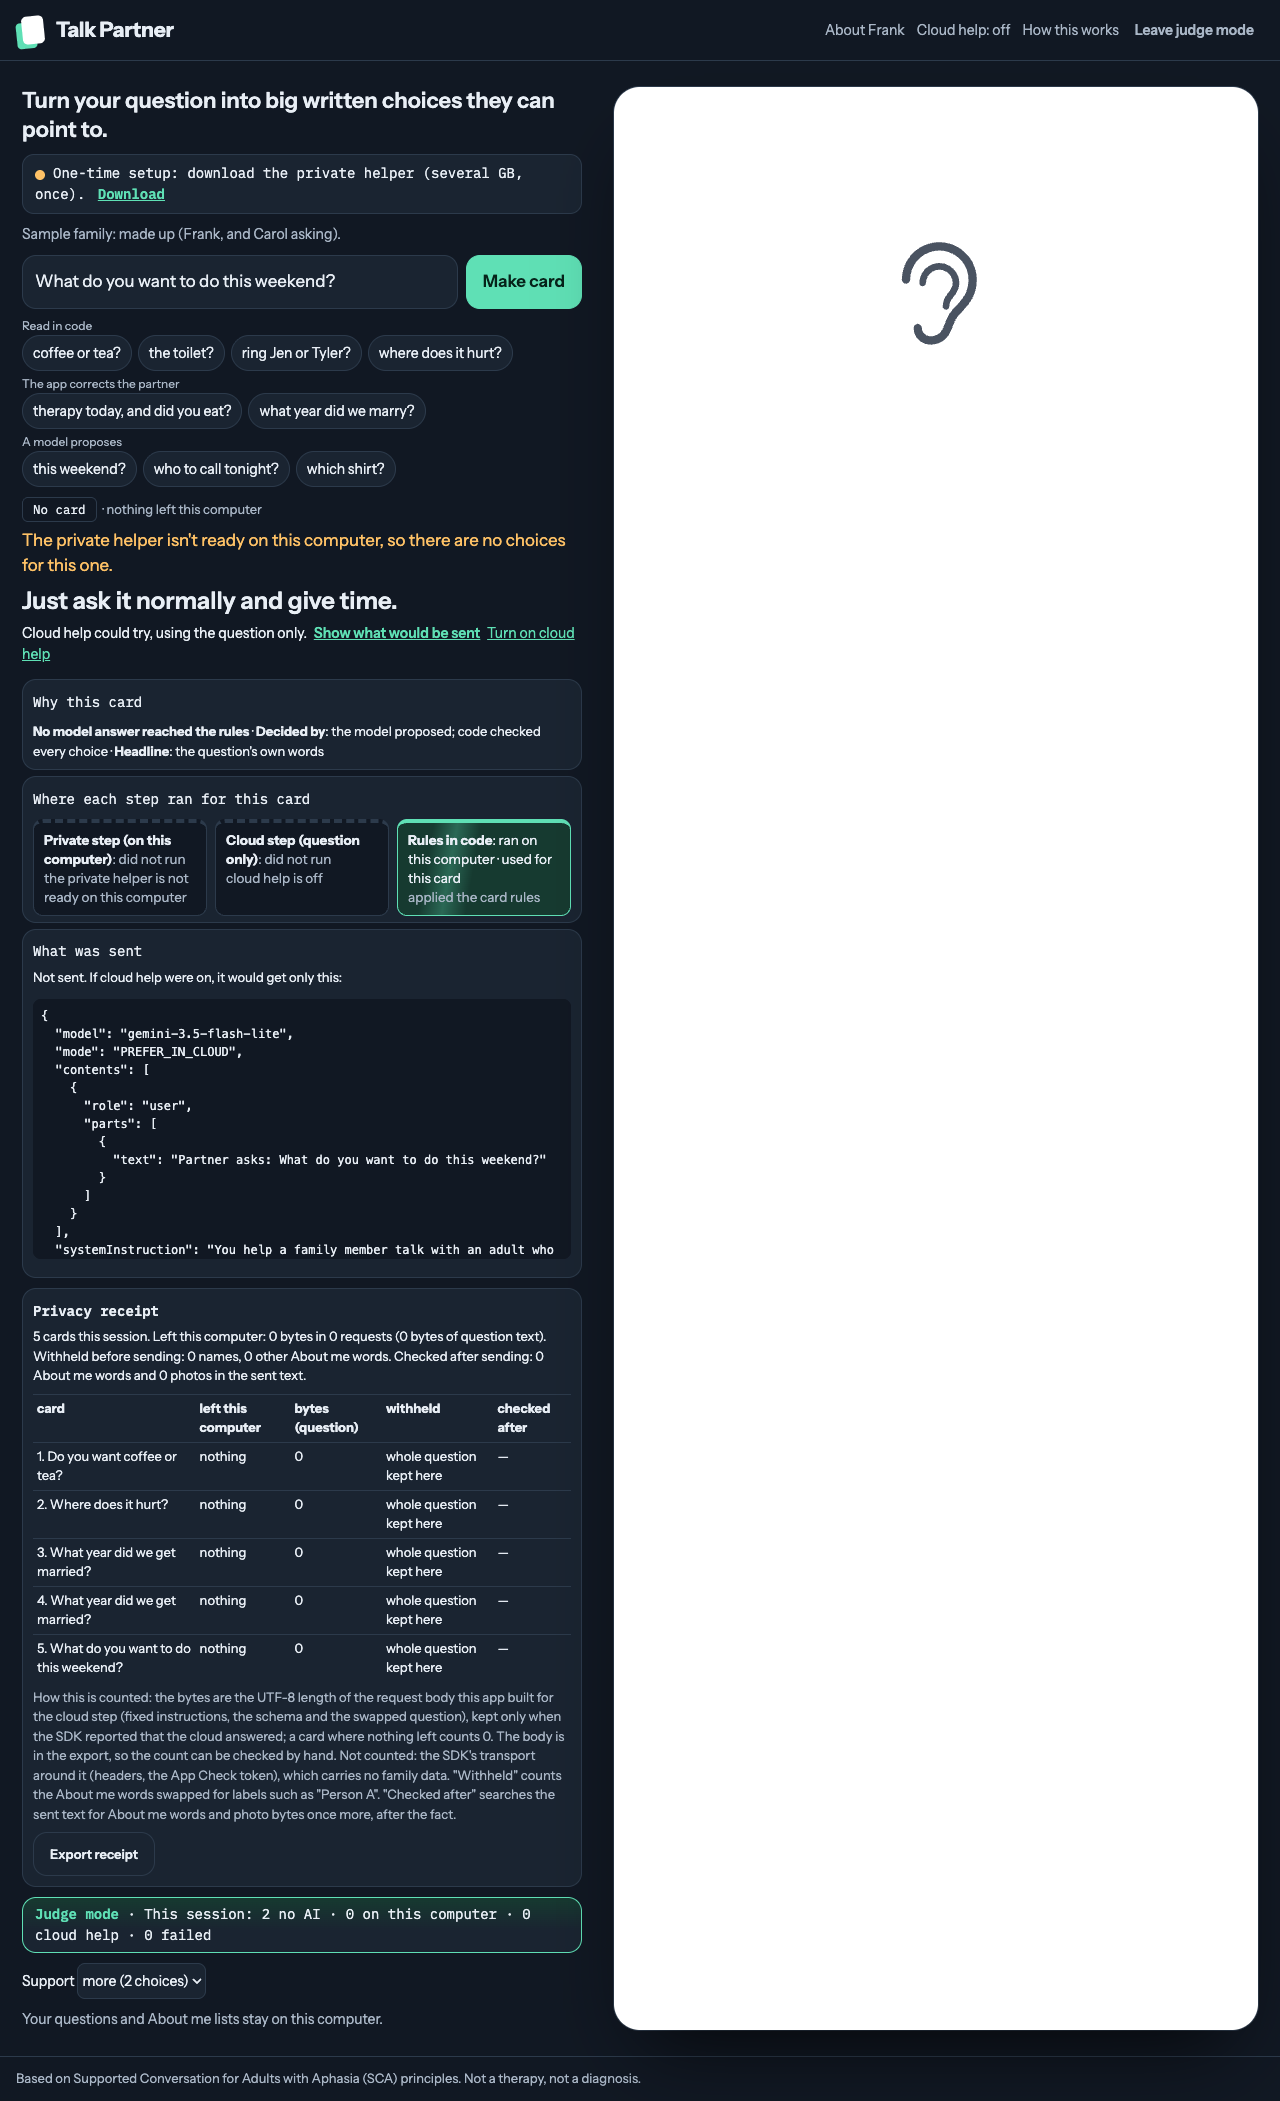 Talk Partner
About Frank Cloud help: off How this works Leave judge mode
Turn your question into big written choices they can
point to.
One-time setup: download the private helper (several GB,
once). Download
Sample family: made up (Frank, and Carol asking).
What do you want to do this weekend? Make card
Read in code
coffee or tea? the toilet? ring Jen or Tyler? where does it hurt?
The app corrects the partner
therapy today, and did you eat? what year did we marry?
A model proposes
this weekend? who to call tonight? which shirt?
No card · nothing left this computer
The private helper isn't ready on this computer, so there are no choices
for this one.
Just ask it normally and give time.
Cloud help could try, using the question only. Show what would be sent Turn on cloud
help
Why this card
No model answer reached the rules · Decided by: the model proposed; code checked
every choice · Headline: the question's own words
Where each step ran for this card
Private step (on this
computer): did not run
the private helper is not
ready on this computer
Cloud step (question
only): did not run
cloud help is off
Rules in code: ran on
this computer · used for
this card
applied the card rules
What was sent
Not sent. If cloud help were on, it would get only this:
{
"model": "gemini-3.5-flash-lite",
"mode": "PREFER_IN_CLOUD",
"contents": [
{
"role": "user",
"parts": [
{
"text": "Partner asks: What do you want to do this weekend?"
}
]
}
],
"systemInstruction": "You help a family member talk with an adult who
Privacy receipt
5 cards this session. Left this computer: 0 bytes in 0 requests (0 bytes of question text).
Withheld before sending: 0 names, 0 other About me words. Checked after sending: 0
About me words and 0 photos in the sent text.
card left this computer bytes (question) withheld checked after
1. Do you want coffee or tea? nothing 0 whole question kept here —
2. Where does it hurt? nothing 0 whole question kept here —
3. What year did we get married? nothing 0 whole question kept here —
4. What year did we get married? nothing 0 whole question kept here —
5. What do you want to do this weekend? nothing 0 whole question kept here —
How this is counted: the bytes are the UTF-8 length of the request body this app built for
the cloud step (fixed instructions, the schema and the swapped question), kept only when
the SDK reported that the cloud answered; a card where nothing left counts 0. The body is
in the export, so the count can be checked by hand. Not counted: the SDK's transport
around it (headers, the App Check token), which carries no family data. "Withheld" counts
the About me words swapped for labels such as "Person A". "Checked after" searches the
sent text for About me words and photo bytes once more, after the fact.
Export receipt
Judge mode · This session: 2 no AI · 0 on this computer · 0
cloud help · 0 failed
Support more (2 choices)
Your questions and About me lists stay on this computer.
Based on Supported Conversation for Adults with Aphasia (SCA) principles. Not a therapy, not a diagnosis.